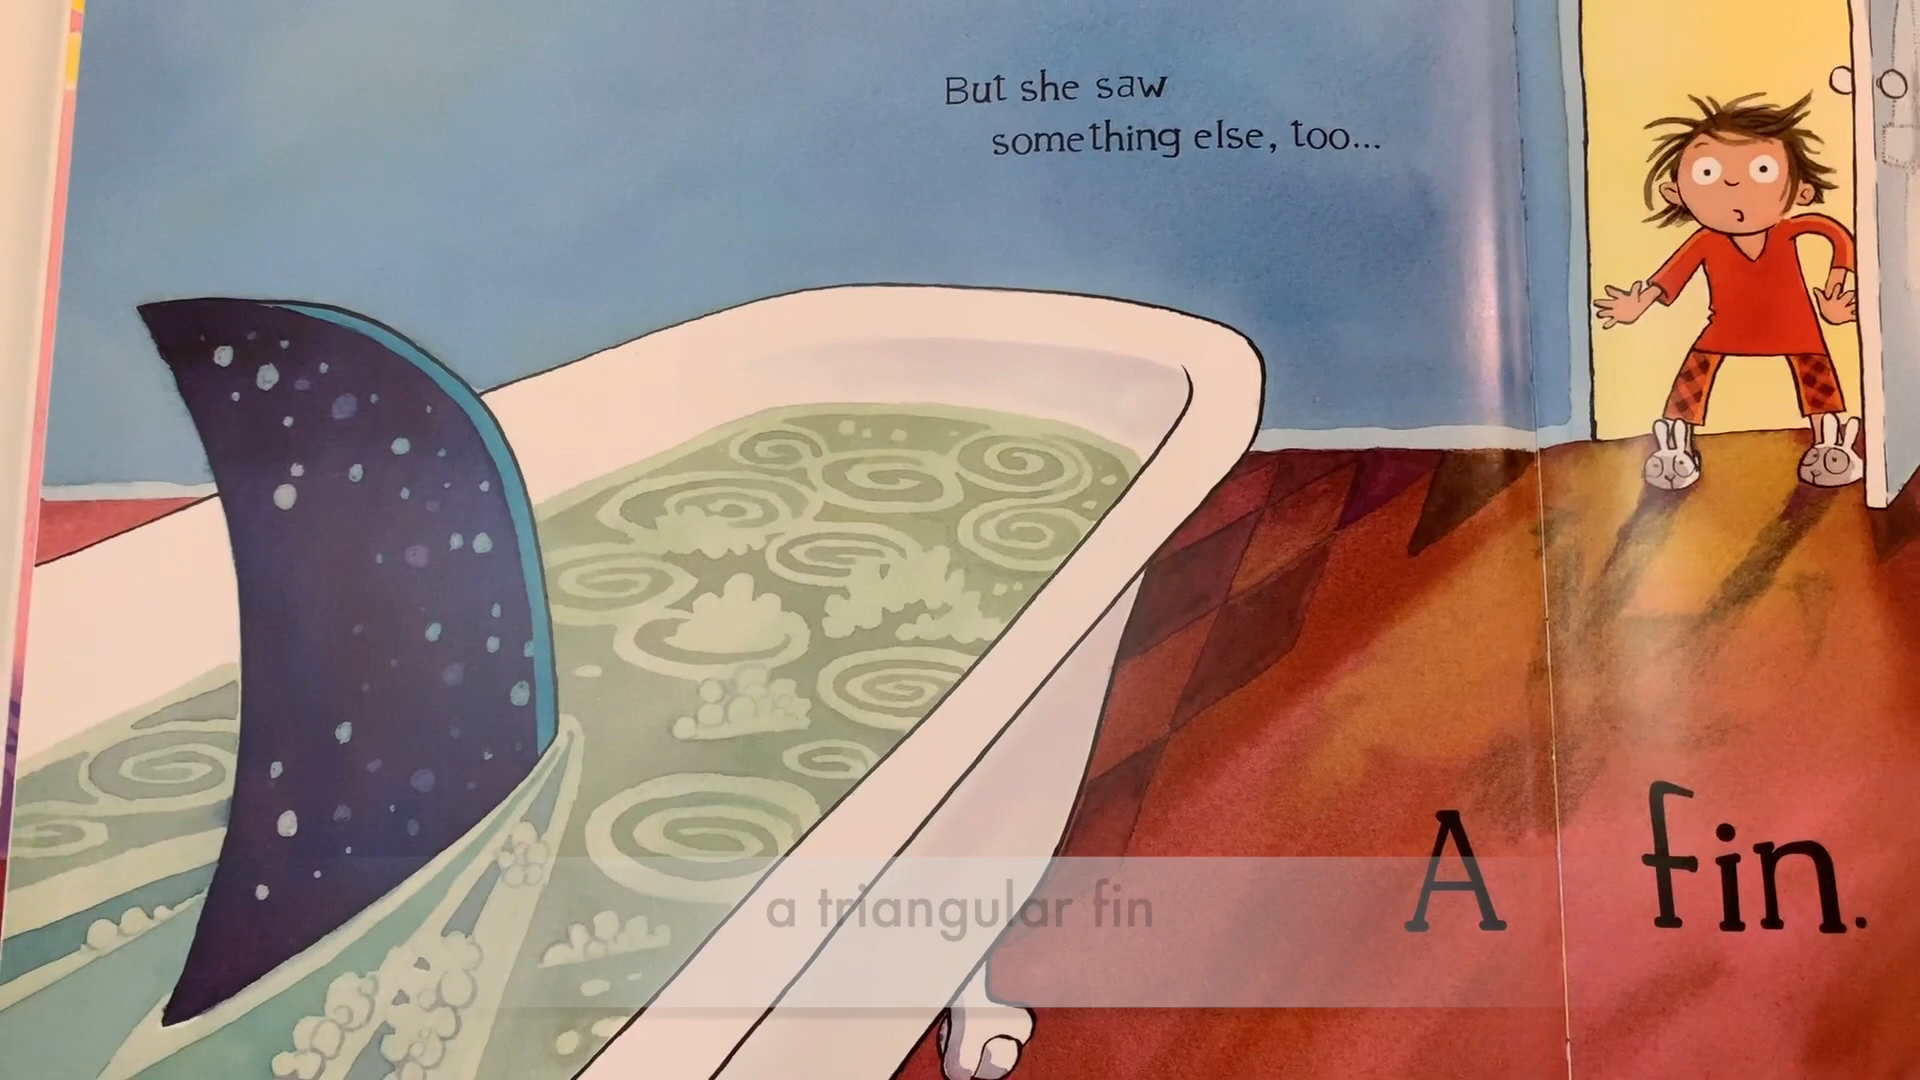 But she saw
something else, too...
A fin.
a triangular fin